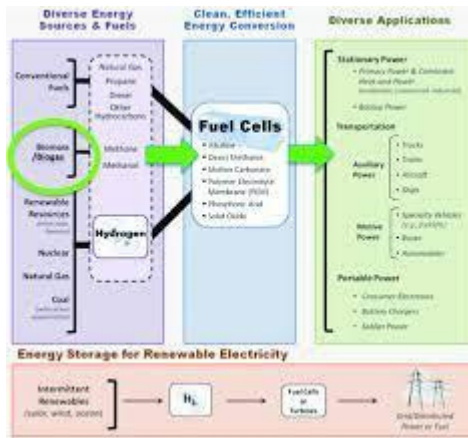 Diverse Energy
Sources & Fuels
Conventional
Fuels
Biomass
/Biogas
Renewable
Resources
Nuclear
Natural Gas
Coal
Natural Gas
Propane
Diesel
Other
Hydrocarbons
Methane
Methanol
Hydrogen
Clean, Efficient
Energy Conversion
Fuel Cells
• Alkaline
• Direct Methanol
• Molten Carbonate
• Polymer Electrolyte
Membrane (PEM)
• Phosphoric Acid
• Solid Oxide
Diverse Applications
Stationary Power
• Primary Power & Combined
Heat and Power
• Backup Power
Transportation
Auxiliary
Power
• Trucks
• Trains
• Aircraft
• Ships
Motive
Power
• Specialty Vehicles
• Buses
• Automobiles
Portable Power
• Consumer Electronics
• Battery Chargers
• Soldier Power
Energy Storage for Renewable Electricity
Intermittent
Renewables
(solar, wind, ocean)
H₂
Fuel Cells
or
Turbines
Grid/Distributed
Power or Fuel